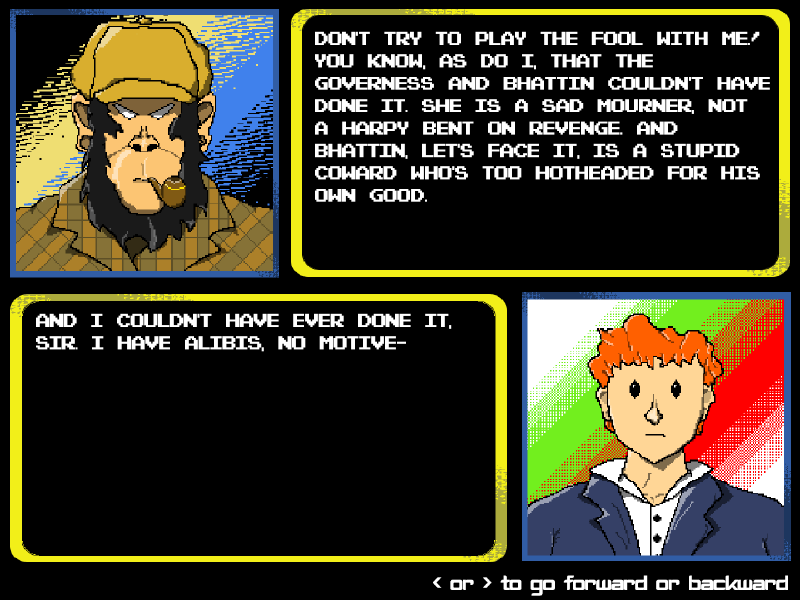 DON'T TRY TO PLAY THE FOOL WITH ME!
YOU KNOW, AS DO I, THAT THE
GOVERNESS AND BHATTIN COULDN'T HAVE
DONE IT. SHE IS A SAD MOURNER, NOT
A HARPY BENT ON REVENGE. AND
BHATTIN, LET'S FACE IT, IS A STUPID
COWARD WHO'S TOO HOTHEADED FOR HIS
OWN GOOD.
AND I COULDN'T HAVE EVER DONE IT,
SIR. I HAVE ALIBIS, NO MOTIVE-
< or > to go forward or backward